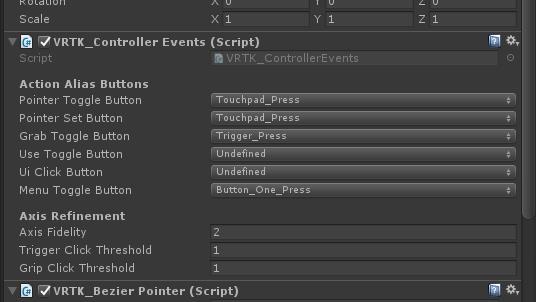 Rotation X 0 Y 0 Z 0
Scale X 1 Y 1 Z 1
VRTK_Controller Events (Script)
Script VRTK_ControllerEvents
Action Alias Buttons
Pointer Toggle Button Touchpad_Press
Pointer Set Button Touchpad_Press
Grab Toggle Button Trigger_Press
Use Toggle Button Undefined
Ui Click Button Undefined
Menu Toggle Button Button_One_Press
Axis Refinement
Axis Fidelity 2
Trigger Click Threshold 1
Grip Click Threshold 1
VRTK_Bezier Pointer (Script)